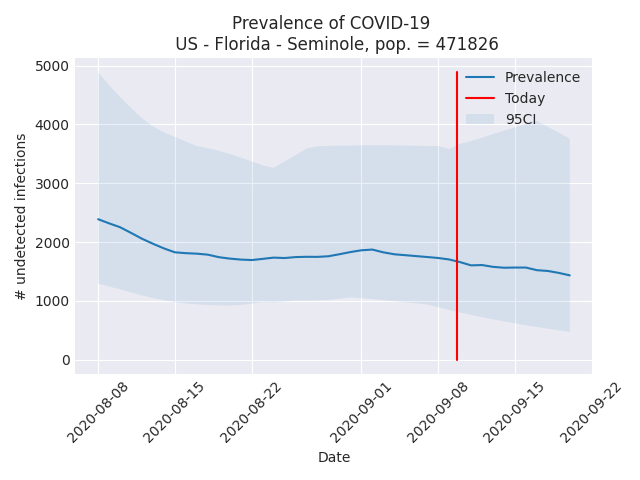 Prevalence of COVID-19
US - Florida - Seminole, pop. = 471826
5000
4000
3000
2000
1000
0
# undetected infections
Prevalence
Today
95CI
2020-08-08
2020-08-15
2020-08-22
2020-09-01
2020-09-08
2020-09-15
2020-09-22
Date